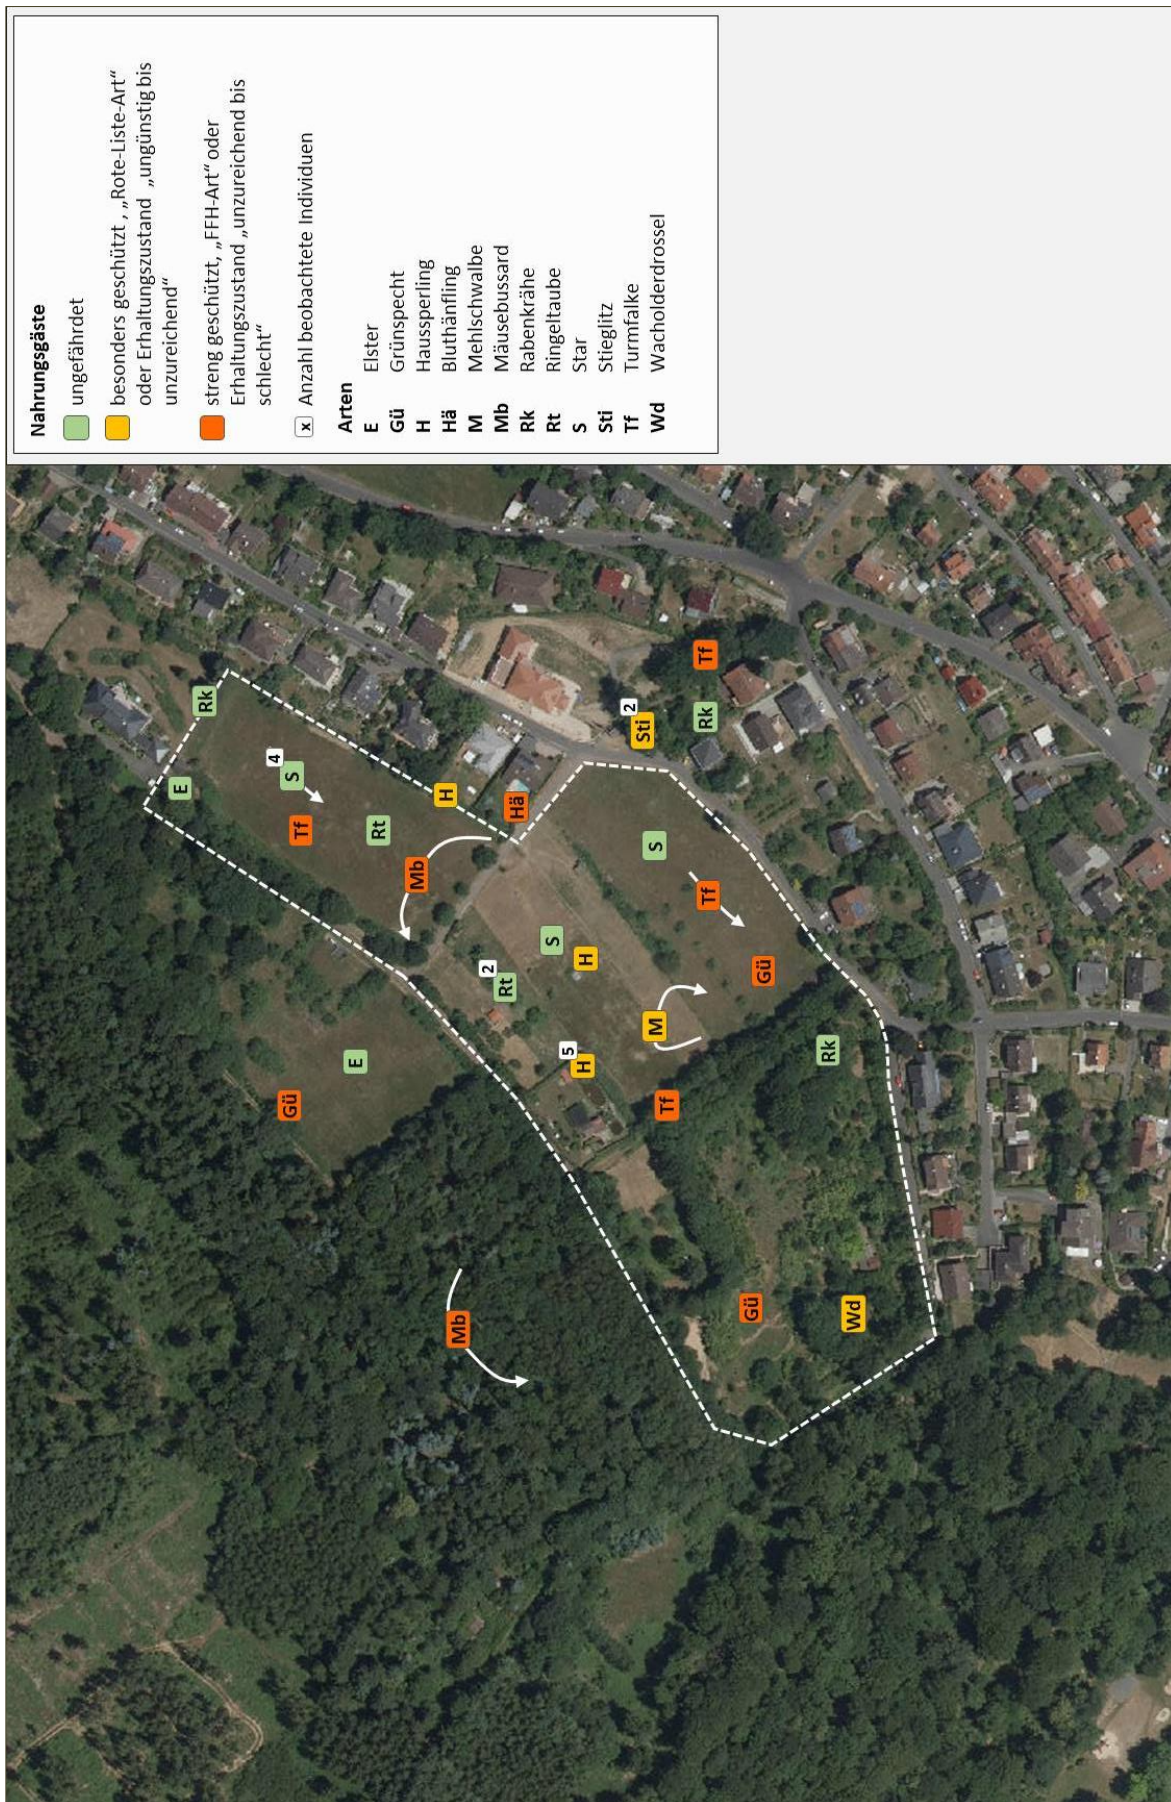 E
Rk
4
Gü
S
Tf
E
Rt
Mb
H
Mb
2
Rt
Hä
S
5
H
H
2
Sti
M
S
Tf
Rk
Tf
Tf
Gü
Gü
Rk
Wd
Nahrungsgäste
ungefährdet
besonders geschützt , „Rote-Liste-Art“
oder Erhaltungszustand „ungünstig bis
unzureichend“
streng geschützt, „FFH-Art“ oder
Erhaltungszustand „unzureichend bis
schlecht“
x Anzahl beobachtete Individuen
Arten
E Elster
Gü Grünspecht
H Haussperling
Hä Bluthänfling
M Mehlschwalbe
Mb Mäusebussard
Rk Rabenkrähe
Rt Ringeltaube
S Star
Sti Stieglitz
Tf Turmfalke
Wd Wacholderdrossel